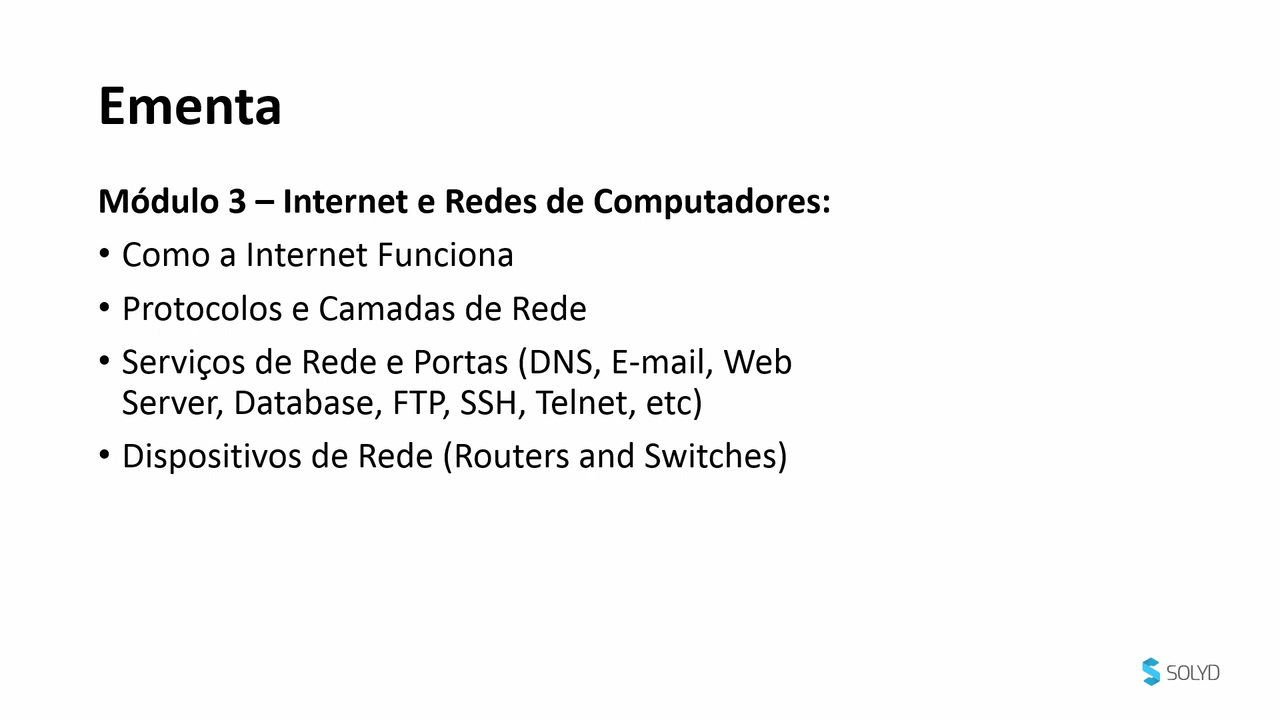 Ementa
Módulo 3 – Internet e Redes de Computadores:
• Como a Internet Funciona
• Protocolos e Camadas de Rede
• Serviços de Rede e Portas (DNS, E-mail, Web
Server, Database, FTP, SSH, Telnet, etc)
• Dispositivos de Rede (Routers and Switches)
SOLYD